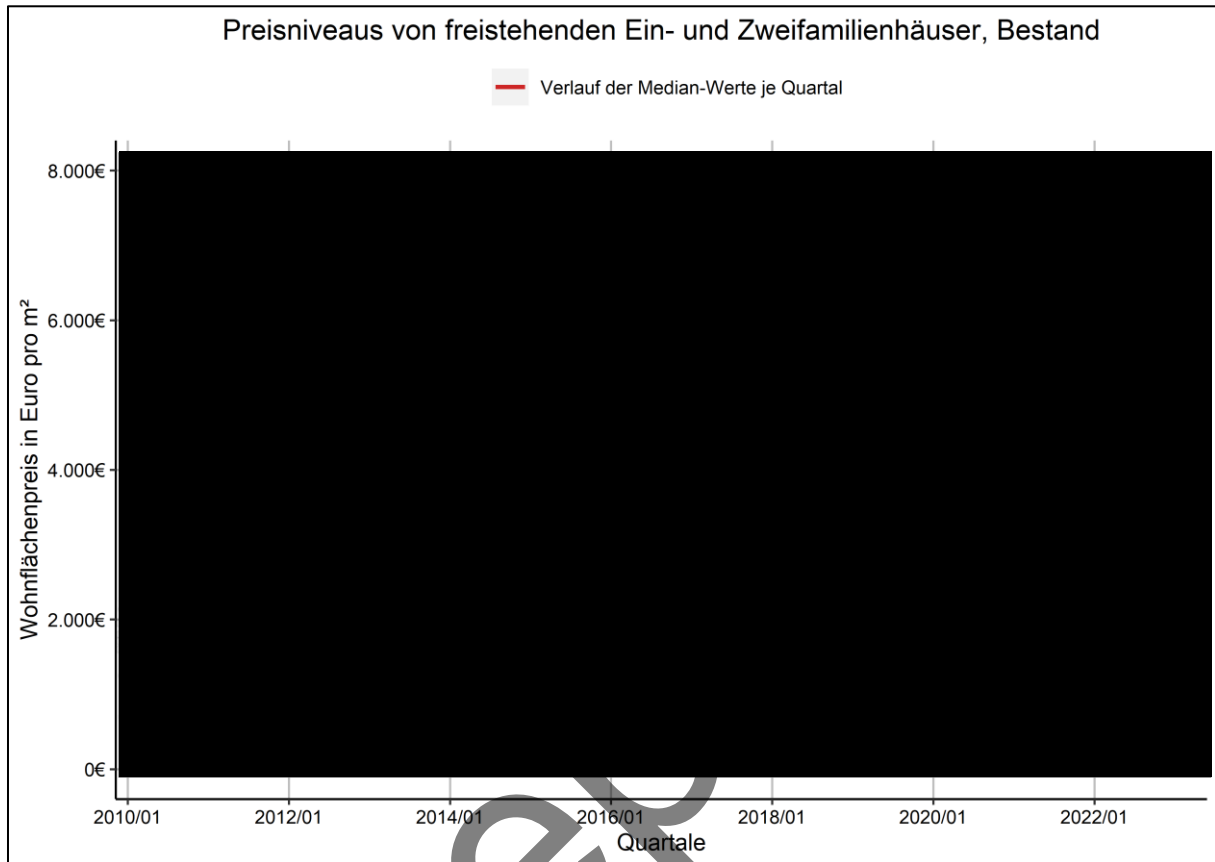 Preisniveaus von freistehenden Ein- und Zweifamilienhäuser, Bestand
Verlauf der Median-Werte je Quartal
Wohnflächenpreis in Euro pro m²
8.000€
6.000€
4.000€
2.000€
0€
2010/01 2012/01 2014/01 2016/01 2018/01 2020/01 2022/01
Quartale